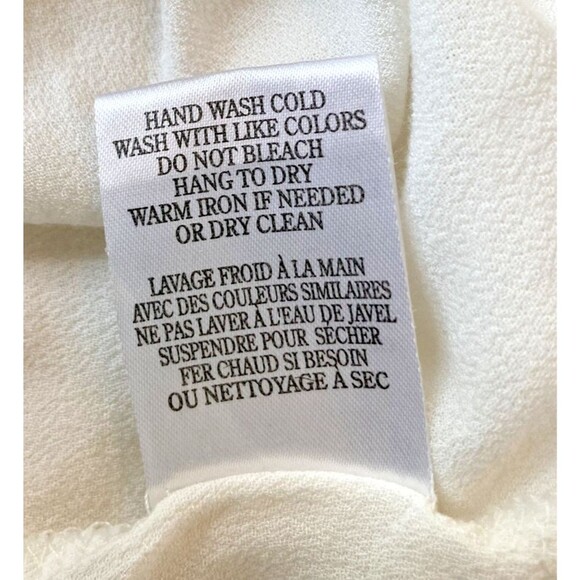 HAND WASH COLD
WASH WITH LIKE COLORS
DO NOT BLEACH
HANG TO DRY
WARM IRON IF NEEDED
OR DRY CLEAN
LAVAGE FROID À LA MAIN
AVEC DES COULEURS SIMILAIRES
NE PAS LAVER À L'EAU DE JAVEL
SUSPENDRE POUR SÉCHER
FER CHAUD SI BESOIN
OU NETTOYAGE À SEC